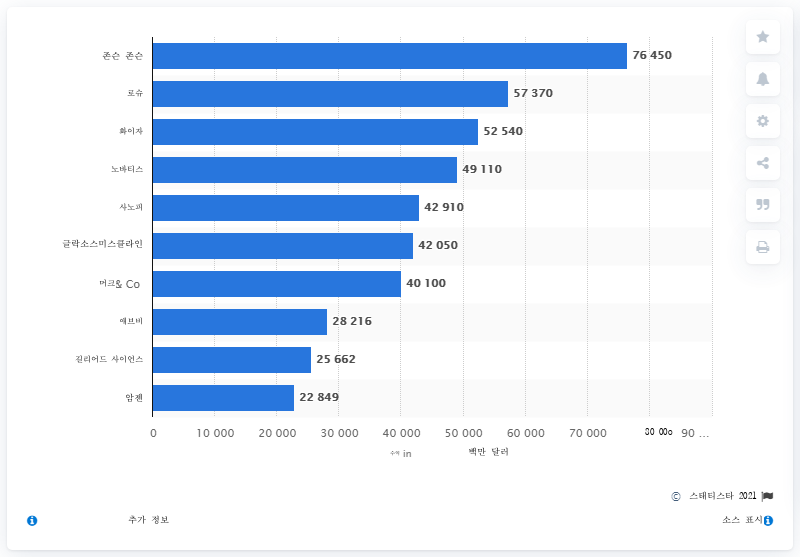 존슨 존슨 76 450
로슈 57 370
화이자 52 540
노바티스 49 110
사노피 42 910
글락소스미스클라인 42 050
머크& Co 40 100
애브비 28 216
길리어드 사이언스 25 662
암젠 22 849
0 10 000 20 000 30 000 40 000 50 000 60 000 70 000 80 000 90 ...
수익 in 백만 달러
© 스태티스타 2021
추가 정보 소스 표시